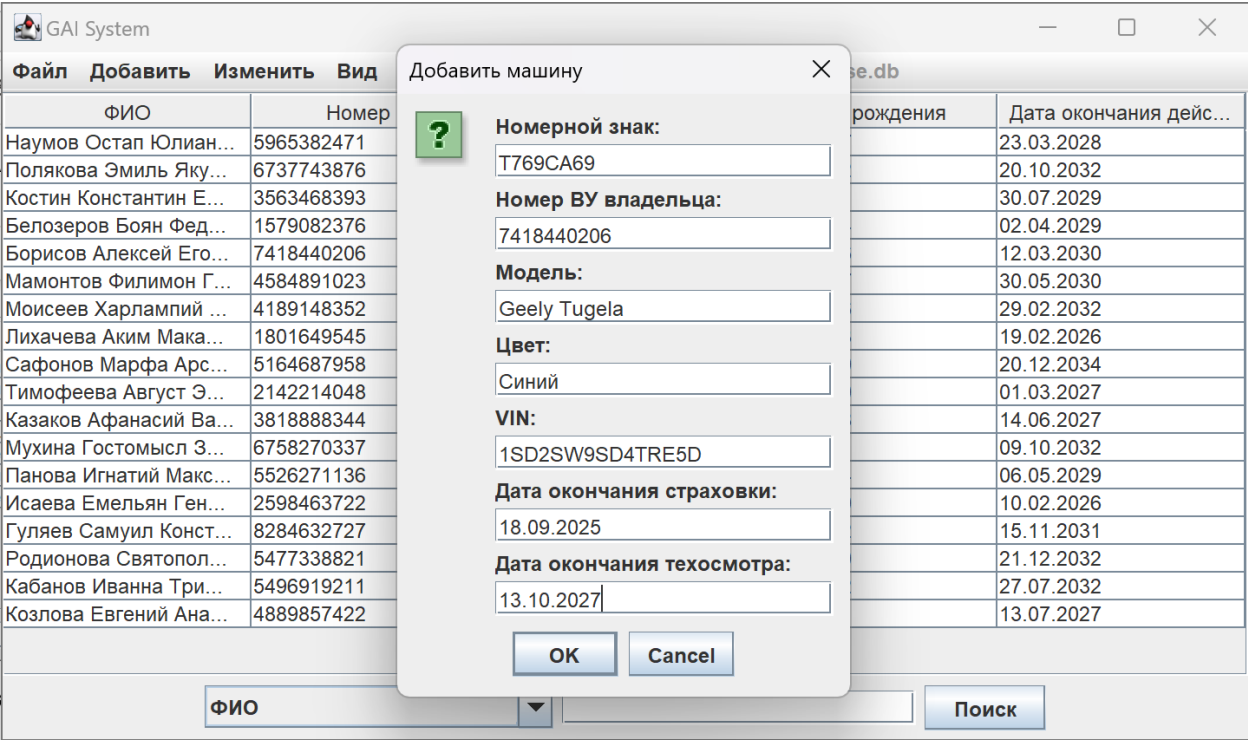 GAI System
Файл Добавить Изменить Вид se.db
ФИО Номер рождения Дата окончания дейс...
Наумов Остап Юлиан... 5965382471 23.03.2028
Полякова Эмиль Яку... 6737743876 20.10.2032
Костин Константин Е... 3563468393 30.07.2029
Белозеров Боян Фед... 1579082376 02.04.2029
Борисов Алексей Его... 7418440206 12.03.2030
Мамонтов Филимон Г... 4584891023 30.05.2030
Моисеев Харлампий ... 4189148352 29.02.2032
Лихачева Аким Мака... 1801649545 19.02.2026
Сафонов Марфа Арс... 5164687958 20.12.2034
Тимофеева Август Э... 2142214048 01.03.2027
Казаков Афанасий Ва... 3818888344 14.06.2027
Мухина Гостомысл З... 6758270337 09.10.2032
Панова Игнатий Макс... 5526271136 06.05.2029
Исаева Емельян Ген... 2598463722 10.02.2026
Гуляев Самуил Конст... 8284632727 15.11.2031
Родионова Святопол... 5477338821 21.12.2032
Кабанов Иванна Три... 5496919211 27.07.2032
Козлова Евгений Ана... 4889857422 13.07.2027
Добавить машину
Номерной знак:
Т769СА69
Номер ВУ владельца:
7418440206
Модель:
Geely Tugela
Цвет:
Синий
VIN:
1SD2SW9SD4TRE5D
Дата окончания страховки:
18.09.2025
Дата окончания техосмотра:
13.10.2027
OK Cancel
ФИО Поиск